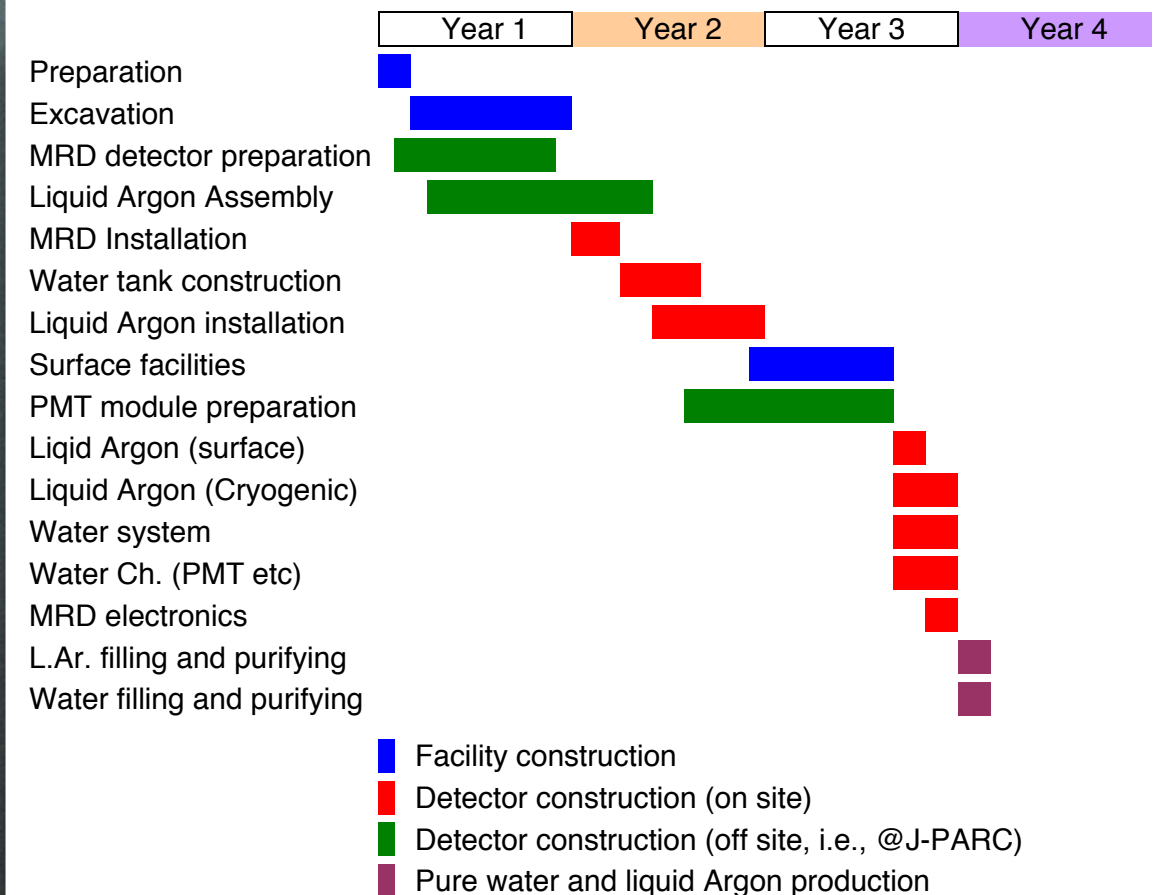 Year 1 Year 2 Year 3 Year 4
Preparation
Excavation
MRD detector preparation
Liquid Argon Assembly
MRD Installation
Water tank construction
Liquid Argon installation
Surface facilities
PMT module preparation
Liqid Argon (surface)
Liquid Argon (Cryogenic)
Water system
Water Ch. (PMT etc)
MRD electronics
L.Ar. filling and purifying
Water filling and purifying
Facility construction
Detector construction (on site)
Detector construction (off site, i.e., @J-PARC)
Pure water and liquid Argon production